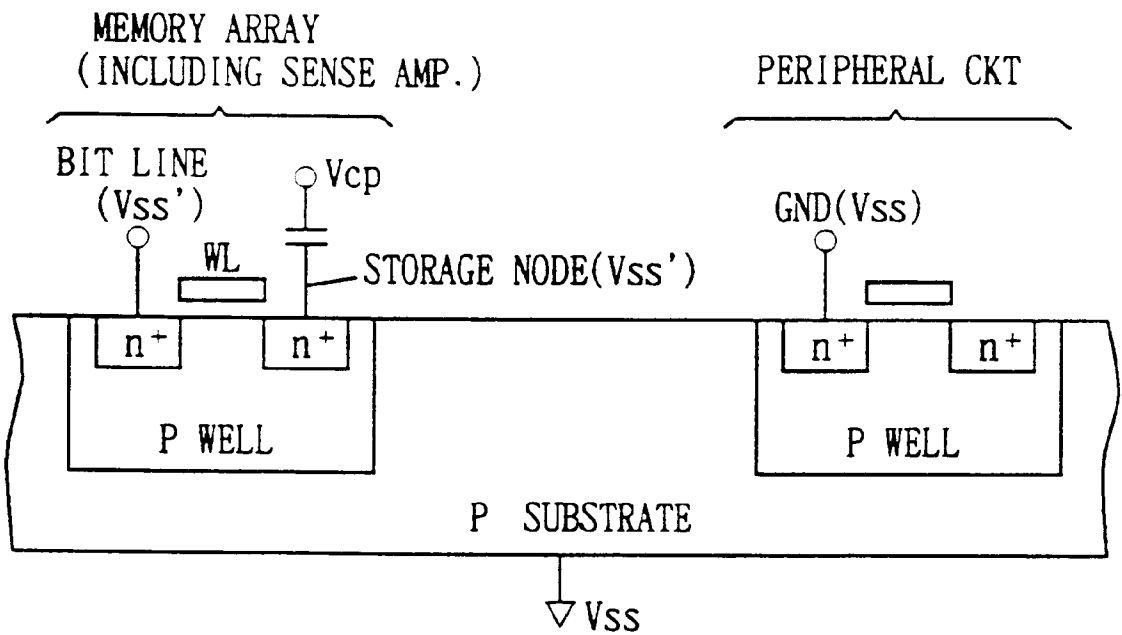 MEMORY ARRAY
(INCLUDING SENSE AMP.)
PERIPHERAL CKT
BIT LINE
(Vss')
Vcp
GND(Vss)
WL
STORAGE NODE(Vss')
n+
n+
n+
n+
P WELL
P WELL
P SUBSTRATE
Vss